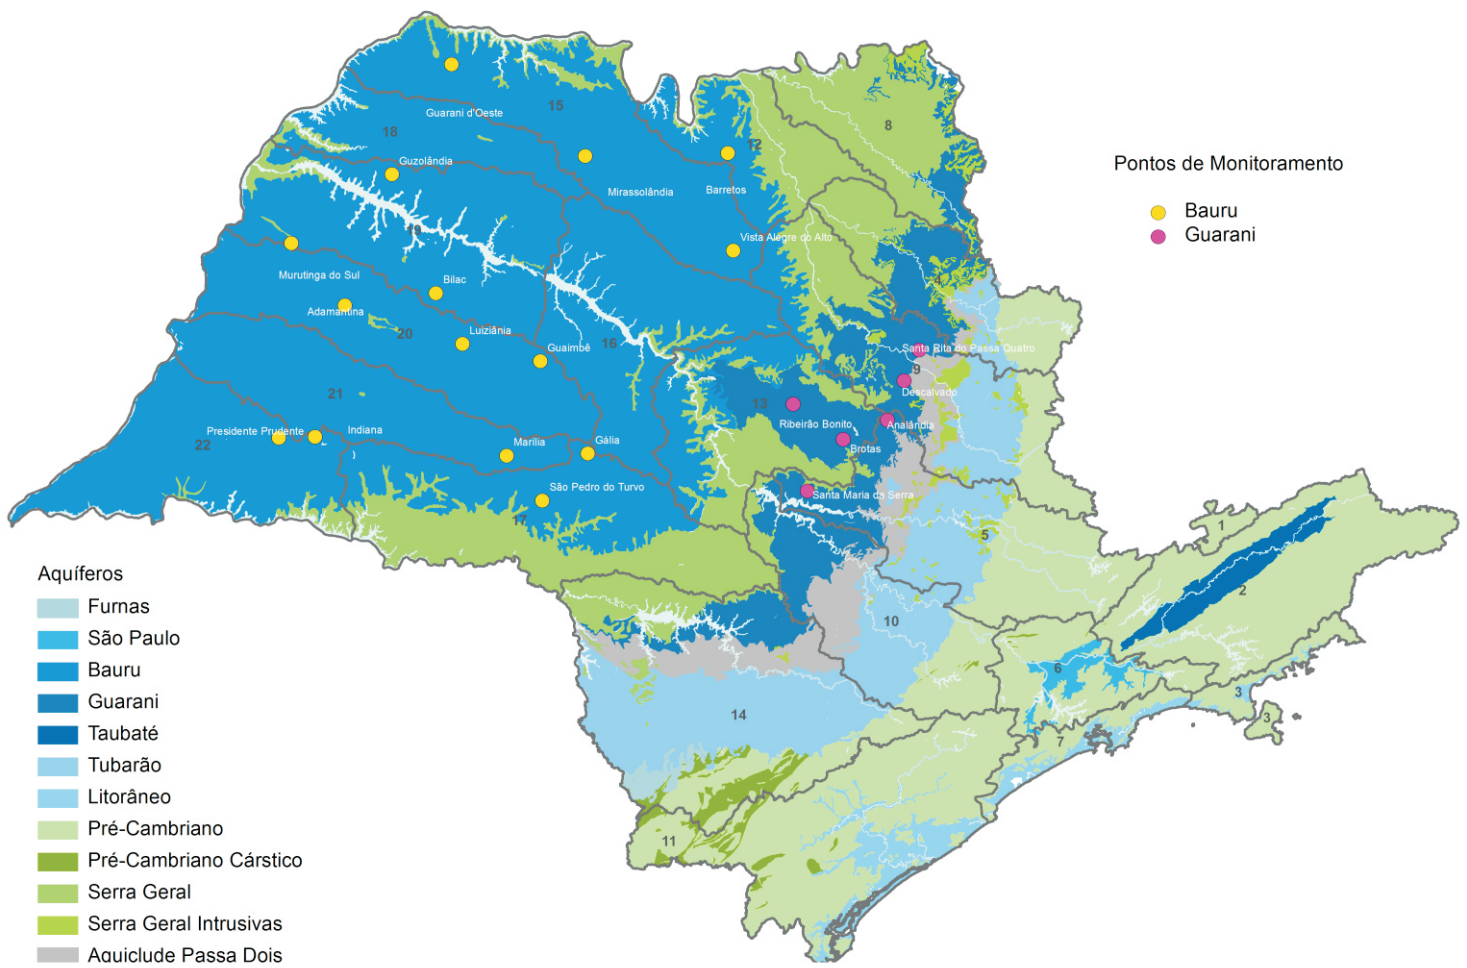 15
Guarani d'Oeste
18
12
8
Guzolândia
Mirassolândia
Barretos
Pontos de Monitoramento
Bauru
Guarani
19
Vista Alegre do Alto
Murutinga do Sul
Bilac
4
Adamantina
20
Luiziânia
16
Guaimbê
Santa Rita do Passa Quatro
9
Descalvado
21
13
Ribeirão Bonito
Analândia
Presidente Prudente
Indiana
22
Marília
Gália
Brotas
São Pedro do Turvo
Santa Maria da Serra
17
5
1
2
Aquíferos
Furnas
São Paulo
Bauru
Guarani
Taubaté
Tubarão
Litorâneo
Pré-Cambriano
Pré-Cambriano Cárstico
Serra Geral
Serra Geral Intrusivas
Aquiclude Passa Dois
10
6
3
3
14
7
11